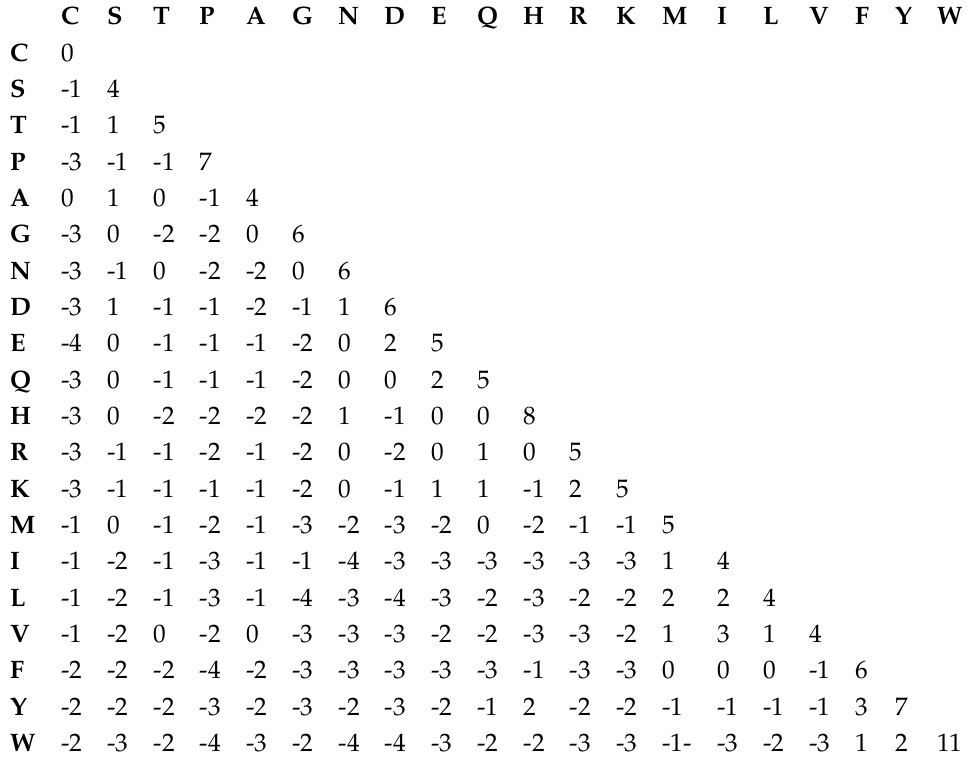 C S T P A G N D E Q H R K M I L V F Y W
C 0
S -1 4
T -1 1 5
P -3 -1 -1 7
A 0 1 0 -1 4
G -3 0 -2 -2 0 6
N -3 -1 0 -2 -2 0 6
D -3 1 -1 -1 -2 -1 1 6
E -4 0 -1 -1 -1 -2 0 2 5
Q -3 0 -1 -1 -1 -2 0 0 2 5
H -3 0 -2 -2 -2 -2 1 -1 0 0 8
R -3 -1 -1 -2 -1 -2 0 -2 0 1 0 5
K -3 -1 -1 -1 -1 -2 0 -1 1 1 -1 2 5
M -1 0 -1 -2 -1 -3 -2 -3 -2 0 -2 -1 -1 5
I -1 -2 -1 -3 -1 -1 -4 -3 -3 -3 -3 -3 -3 1 4
L -1 -2 -1 -3 -1 -4 -3 -4 -3 -2 -3 -2 -2 2 2 4
V -1 -2 0 -2 0 -3 -3 -3 -2 -2 -3 -3 -2 1 3 1 4
F -2 -2 -2 -4 -2 -3 -3 -3 -3 -3 -1 -3 -3 0 0 0 -1 6
Y -2 -2 -2 -3 -2 -3 -2 -3 -2 -1 2 -2 -2 -1 -1 -1 -1 3 7
W -2 -3 -2 -4 -3 -2 -4 -4 -3 -2 -2 -3 -3 -1- -3 -2 -3 1 2 11